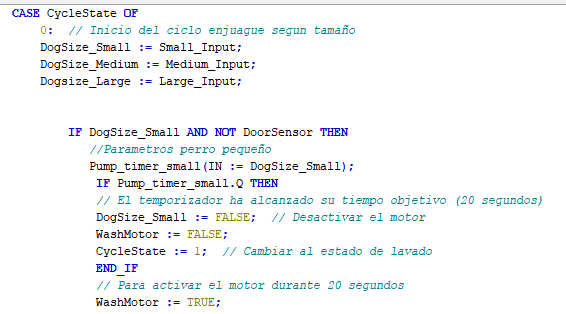 CASE CycleState OF
0: // Inicio del ciclo enjuague segun tamaño
DogSize_Small := Small_Input;
DogSize_Medium := Medium_Input;
Dogsize_Large := Large_Input;
IF DogSize_Small AND NOT DoorSensor THEN
//Parametros perro pequeño
Pump_timer_small(IN := DogSize_Small);
IF Pump_timer_small.Q THEN
// El temporizador ha alcanzado su tiempo objetivo (20 segundos)
DogSize_Small := FALSE; // Desactivar el motor
WashMotor := FALSE;
CycleState := 1; // Cambiar al estado de lavado
END_IF
// Para activar el motor durante 20 segundos
WashMotor := TRUE;